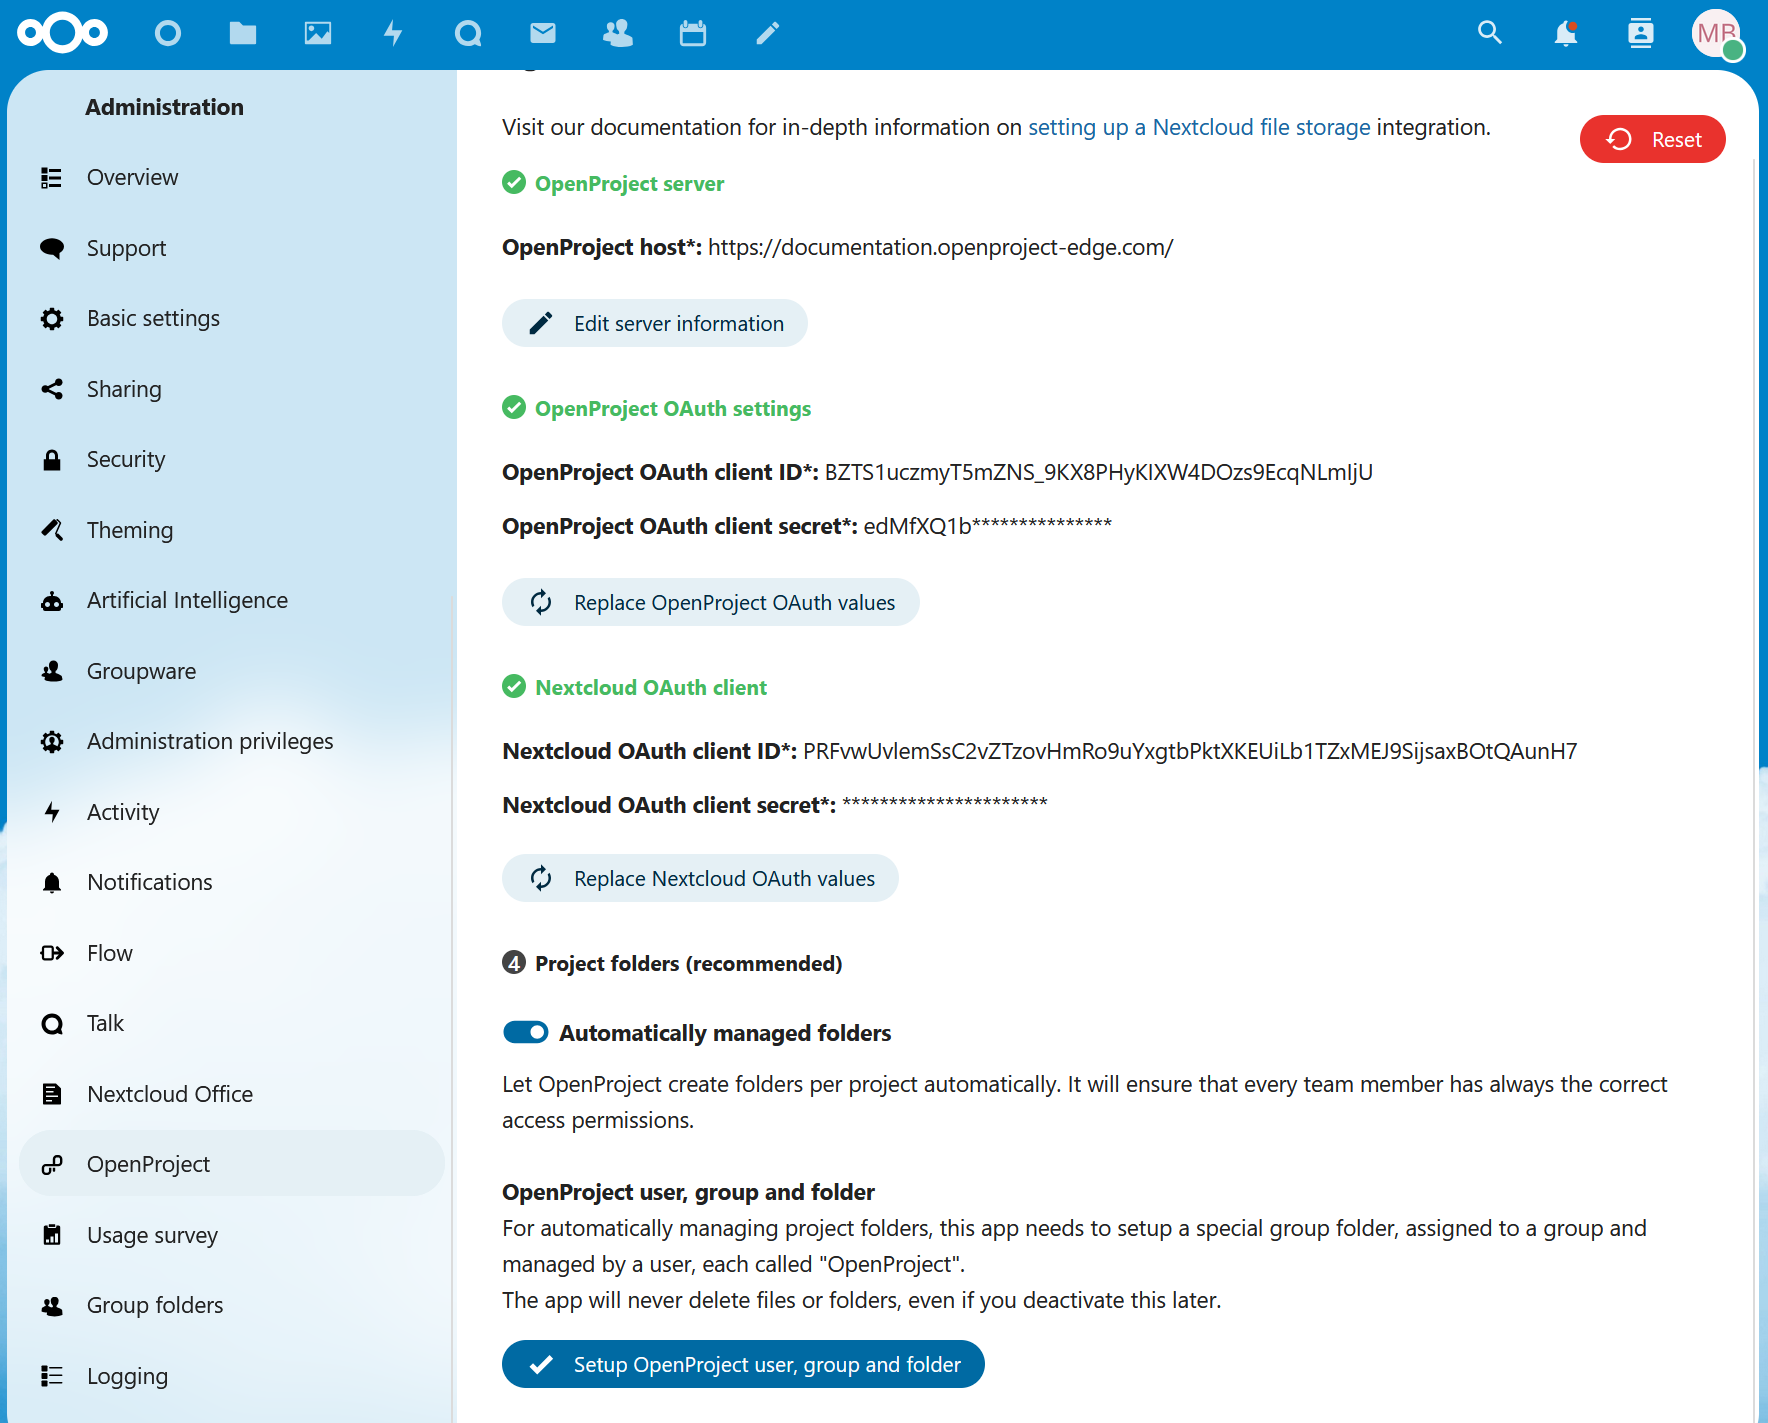 MB
Administration
Overview
Support
Basic settings
Sharing
Security
Theming
Artificial Intelligence
Groupware
Administration privileges
Activity
Notifications
Flow
Talk
Nextcloud Office
OpenProject
Usage survey
Group folders
Logging
Visit our documentation for in-depth information on setting up a Nextcloud file storage integration.
Reset
OpenProject server
OpenProject host*: https://documentation.openproject-edge.com/
Edit server information
OpenProject OAuth settings
OpenProject OAuth client ID*: BZTS1uczmyT5mZNS_9KX8PHyKIXW4DOzs9EcqNLmIjU
OpenProject OAuth client secret*: edMfXQ1b***************
Replace OpenProject OAuth values
Nextcloud OAuth client
Nextcloud OAuth client ID*: PRFvwUvlemSsC2vZTzovHmRo9uYxgtbPktXKEUiLb1TZxMEJ9SijsaxBOtQAunH7
Nextcloud OAuth client secret*: **********************
Replace Nextcloud OAuth values
4 Project folders (recommended)
Automatically managed folders
Let OpenProject create folders per project automatically. It will ensure that every team member has always the correct
access permissions.
OpenProject user, group and folder
For automatically managing project folders, this app needs to setup a special group folder, assigned to a group and
managed by a user, each called "OpenProject".
The app will never delete files or folders, even if you deactivate this later.
Setup OpenProject user, group and folder